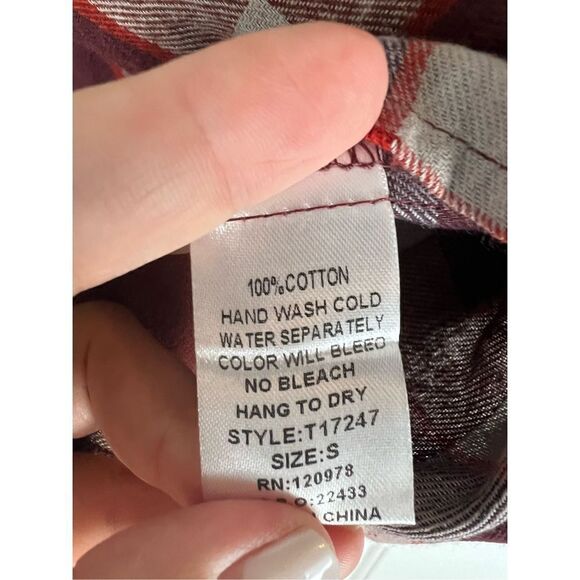 100%COTTON
HAND WASH COLD
WATER SEPARATELY
COLOR WILL BLEED
NO BLEACH
HANG TO DRY
STYLE:T17247
SIZE:S
RN:120978
O:22433
CHINA